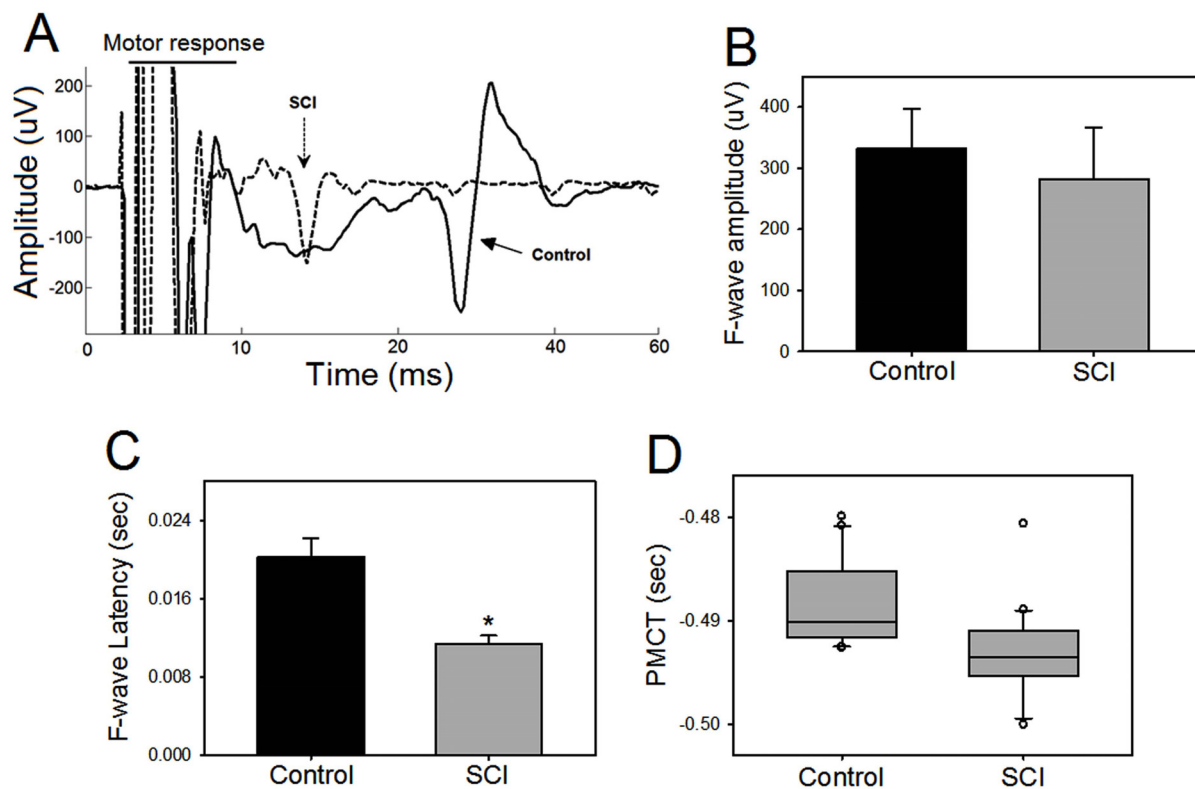 A
Motor response
Amplitude (uV)
200
100
0
-100
-200
SCI
Control
0
10
20
40
60
Time (ms)
B
F-wave amplitude (uV)
400
300
200
100
0
Control
SCI
C
F-wave Latency (sec)
0.024
0.016
0.008
0.000
*
Control
SCI
D
PMCT (sec)
-0.48
-0.49
-0.50
Control
SCI